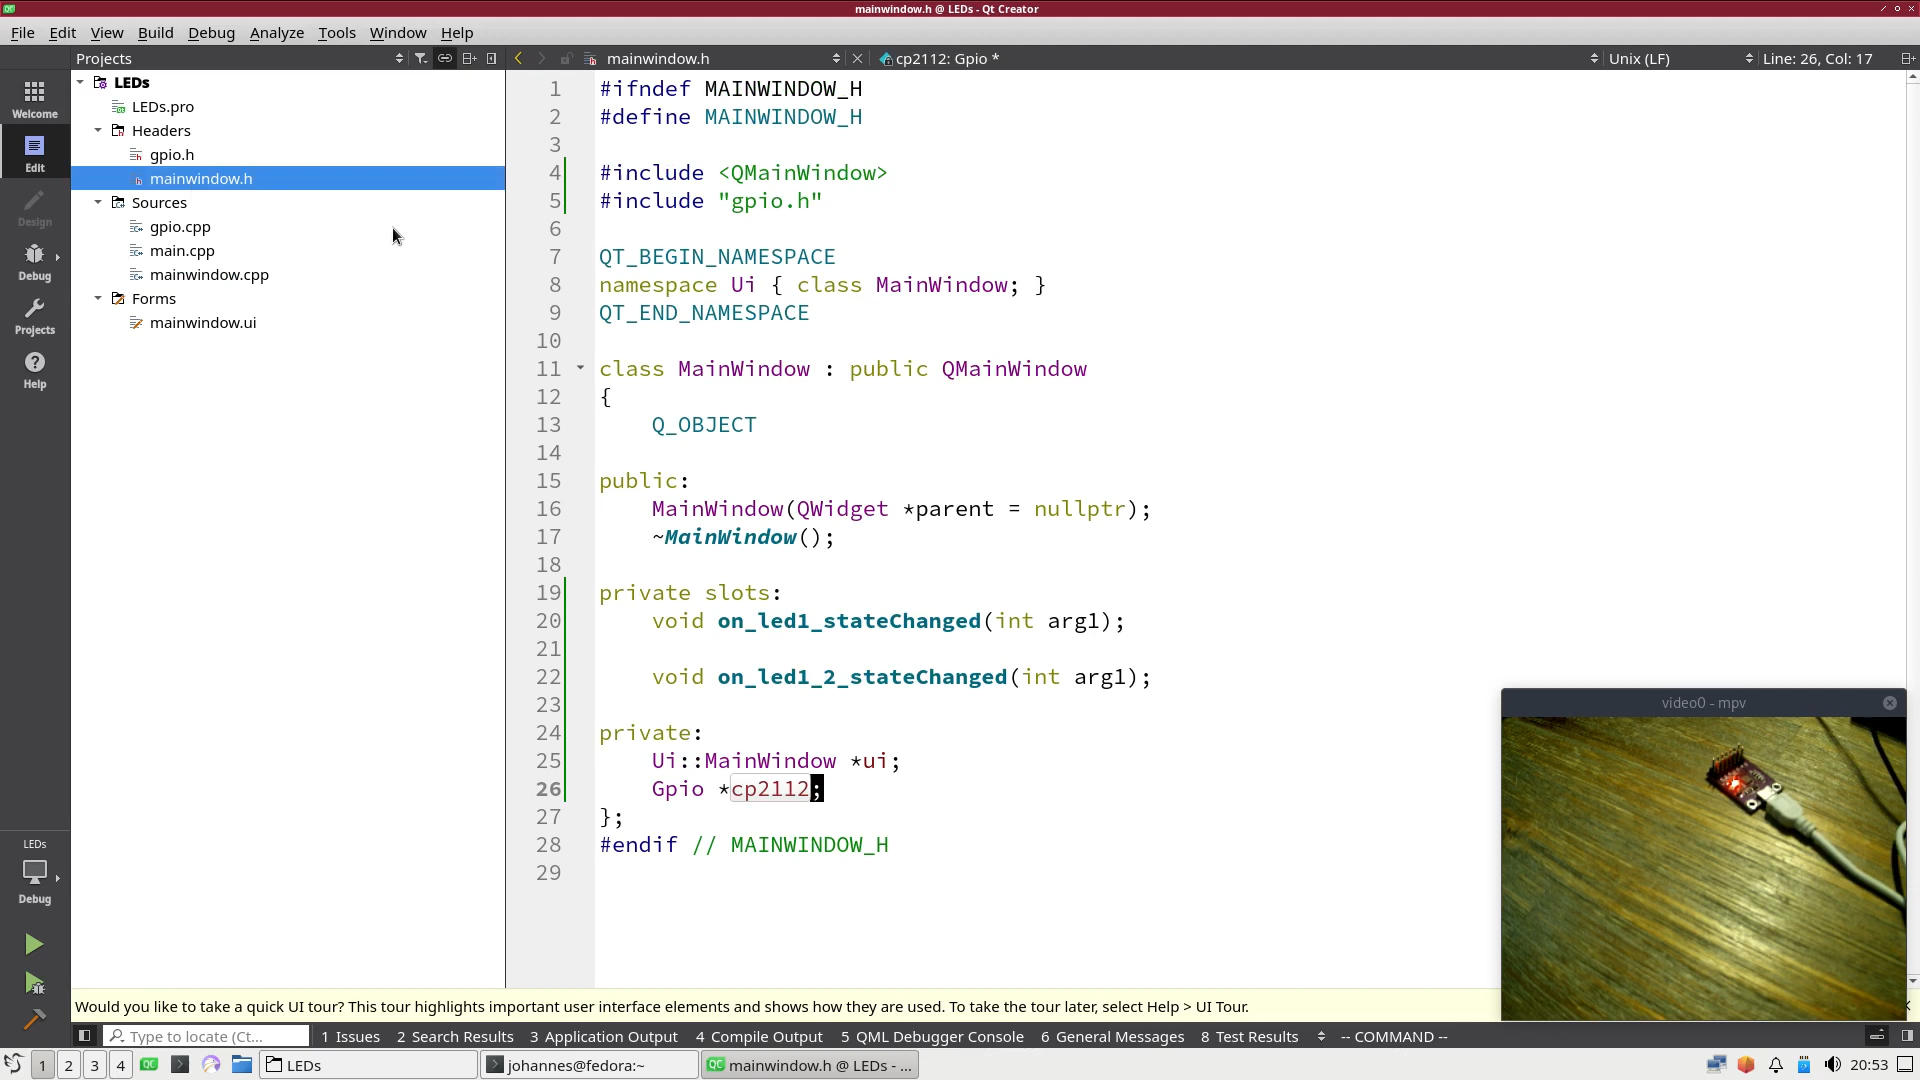 mainwindow.h @ LEDs - Qt Creator
File Edit View Build Debug Analyze Tools Window Help
Projects
mainwindow.h
cp2112: Gpio *
Unix (LF)
Line: 26, Col: 17
Welcome
Edit
Design
Debug
Projects
Help
LEDs
LEDs.pro
Headers
gpio.h
mainwindow.h
Sources
gpio.cpp
main.cpp
mainwindow.cpp
Forms
mainwindow.ui
1 #ifndef MAINWINDOW_H
2 #define MAINWINDOW_H
3
4 #include <QMainWindow>
5 #include "gpio.h"
6
7 QT_BEGIN_NAMESPACE
8 namespace Ui { class MainWindow; }
9 QT_END_NAMESPACE
10
11 class MainWindow : public QMainWindow
12 {
13     Q_OBJECT
14
15 public:
16     MainWindow(QWidget *parent = nullptr);
17     ~MainWindow();
18
19 private slots:
20     void on_led1_stateChanged(int arg1);
21
22     void on_led1_2_stateChanged(int arg1);
23
24 private:
25     Ui::MainWindow *ui;
26     Gpio *cp2112;
27 };
28 #endif // MAINWINDOW_H
29
video0 - mpv
LEDs
Debug
Would you like to take a quick UI tour? This tour highlights important user interface elements and shows how they are used. To take the tour later, select Help > UI Tour.
Type to locate (Ct...
1 Issues 2 Search Results 3 Application Output 4 Compile Output 5 QML Debugger Console 6 General Messages 8 Test Results -- COMMAND --
1 2 3 4
QC
LEDs
johannes@fedora:~
QC mainwindow.h @ LEDs - ...
20:53